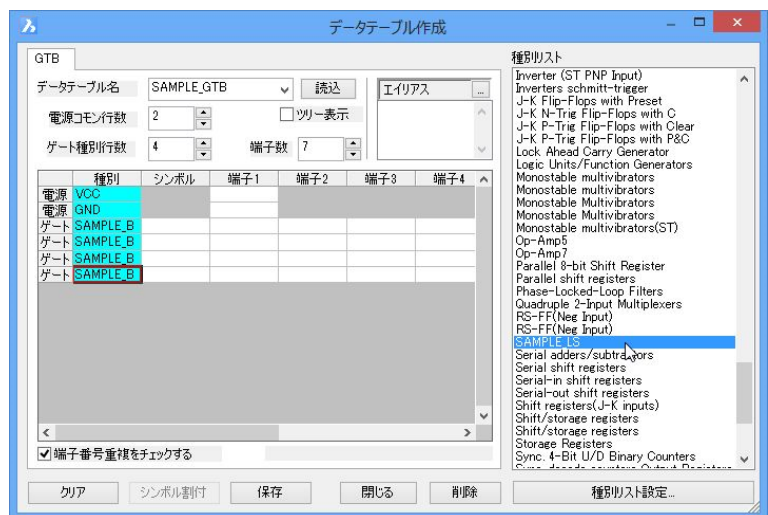 データテーブル作成
GTB
データテーブル名 SAMPLE_GTB 読込 エイリアス ...
電源コモン行数 2 ツリー表示
ゲート種別行数 4 端子数 7
種別 シンボル 端子1 端子2 端子3 端子4
電源 VCC
電源 GND
ゲート SAMPLE_B
ゲート SAMPLE_B
ゲート SAMPLE_B
ゲート SAMPLE_B
端子番号重複をチェックする
クリア シンボル割付 保存 閉じる 削除
種別リスト
Inverter (ST PNP Input)
Inverters schmitt-trigger
J-K Flip-Flops with Preset
J-K N-Trig Flip-Flops with C
J-K P-Trig Flip-Flops with Clear
J-K P-Trig Flip-Flops with P&C
Lock Ahead Carry Generator
Logic Units/Function Generators
Monostable multivibrators
Monostable multivibrators
Monostable Multivibrators
Monostable Multivibrators
Monostable multivibrators(ST)
Op-Amp5
Op-Amp7
Parallel 8-bit Shift Register
Parallel shift registers
Phase-Locked-Loop Filters
Quadruple 2-Input Multiplexers
RS-FF(Neg Input)
RS-FF(Neg Input)
SAMPLE_LS
Serial adders/subtractors
Serial shift registers
Serial-in shift registers
Serial-out shift registers
Shift registers(J-K inputs)
Shift/storage registers
Shift/storage registers
Storage Registers
Sync. 4-Bit U/D Binary Counters
種別リスト設定...